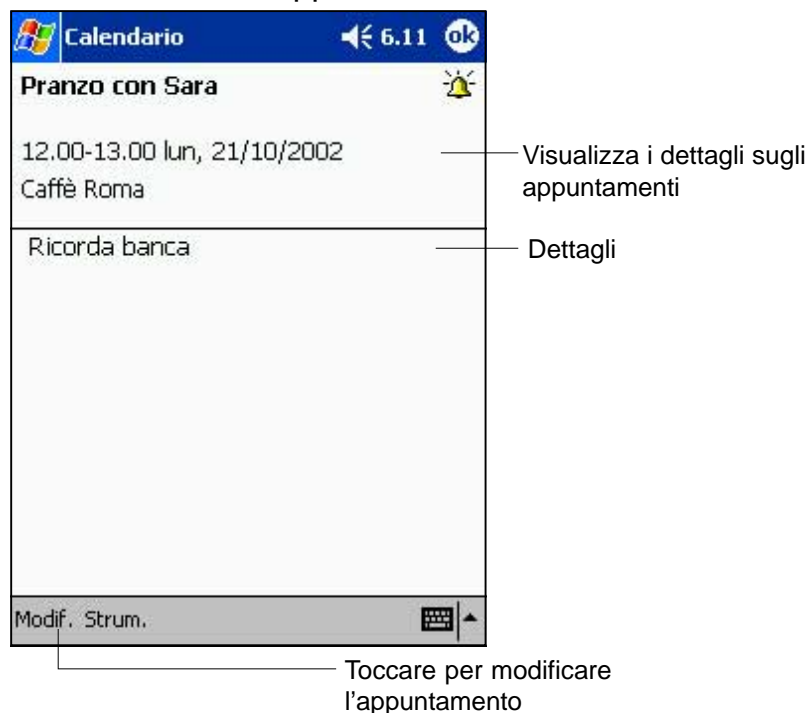 Calendario 6.11 ok
Pranzo con Sara
12.00-13.00 lun, 21/10/2002
Caffè Roma
Visualizza i dettagli sugli
appuntamenti
Ricorda banca
Dettagli
Modif. Strum.
Toccare per modificare
l'appuntamento